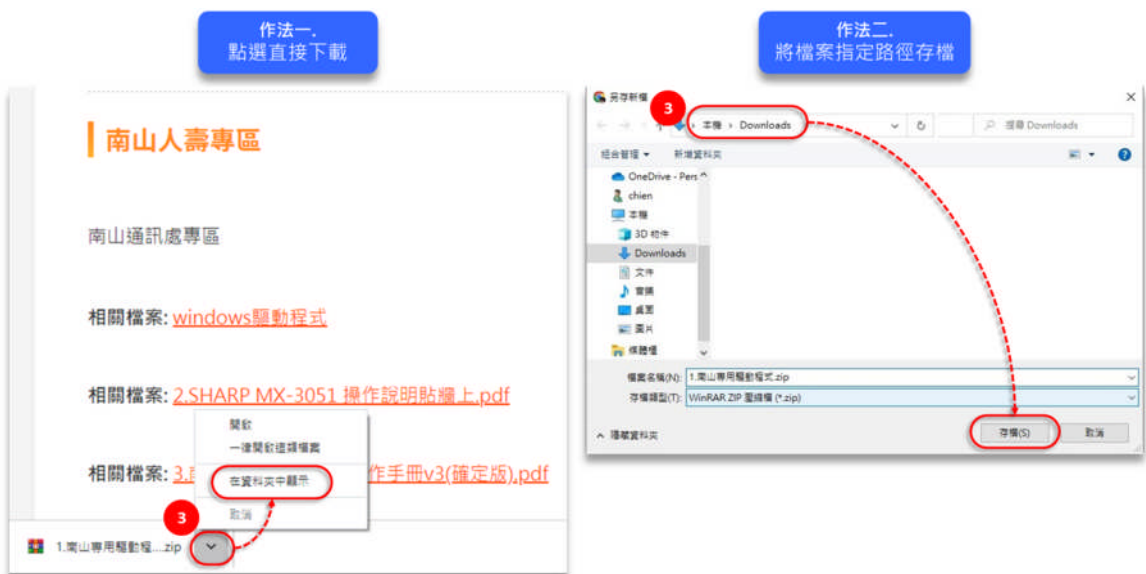 作法一.
點選直接下載
南山人壽專區
南山通訊處專區
相關檔案: windows驅動程式
相關檔案: 2.SHARP MX-3051 操作說明貼牆上.pdf
開啟
一律開啟這類檔案
相關檔案: 3.
作手冊v3(確定版).pdf
在資料夾中顯示
取消
3
1.南山專用驅動程....zip
作法二.
將檔案指定路徑存檔
另存新檔
3
本機 › Downloads
搜尋 Downloads
組合管理
新增資料夾
OneDrive - Pers
chien
本機
3D 物件
Downloads
文件
音樂
桌面
圖片
媒體櫃
檔案名稱(N): 1.南山專用驅動程式.zip
存檔類型(T): WinRAR ZIP 壓縮檔 (*.zip)
隱藏資料夾
存檔(S)
取消